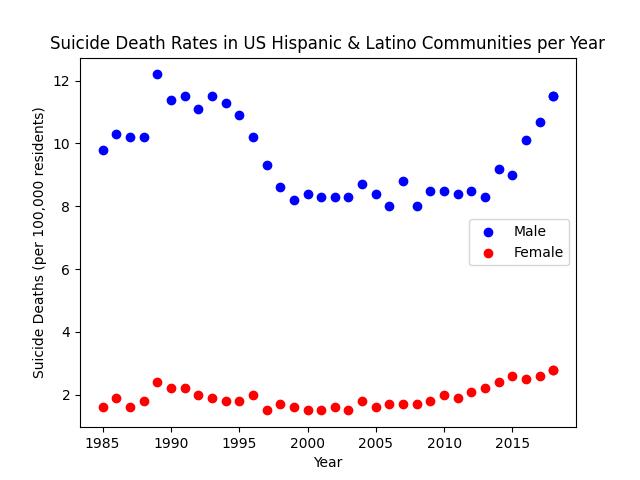 Suicide Death Rates in US Hispanic & Latino Communities per Year
Suicide Deaths (per 100,000 residents)
12
10
8
6
4
2
Male
Female
1985
1990
1995
2000
2005
2010
2015
Year